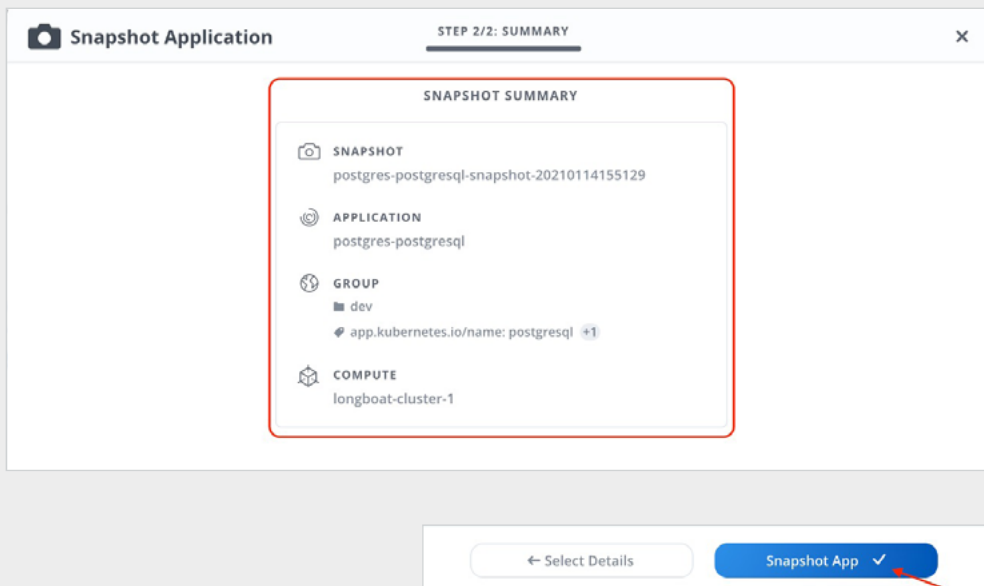 Snapshot Application
STEP 2/2: SUMMARY
SNAPSHOT SUMMARY
SNAPSHOT
postgres-postgresql-snapshot-20210114155129
APPLICATION
postgres-postgresql
GROUP
dev
app.kubernetes.io/name: postgresql +1
COMPUTE
longboat-cluster-1
← Select Details
Snapshot App ✓